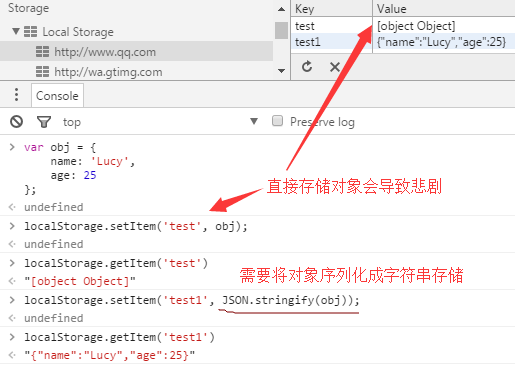 Storage
Local Storage
http://www.qq.com
http://wa.gtimg.com
Key Value
test [object Object]
test1 {"name":"Lucy","age":25}
Console
top Preserve log
> var obj = {
name: 'Lucy',
age: 25
};
undefined
直接存储对象会导致悲剧
> localStorage.setItem('test', obj);
undefined
> localStorage.getItem('test')
"[object Object]"
需要将对象序列化成字符串存储
> localStorage.setItem('test1', JSON.stringify(obj));
undefined
> localStorage.getItem('test1')
"{"name":"Lucy","age":25}"